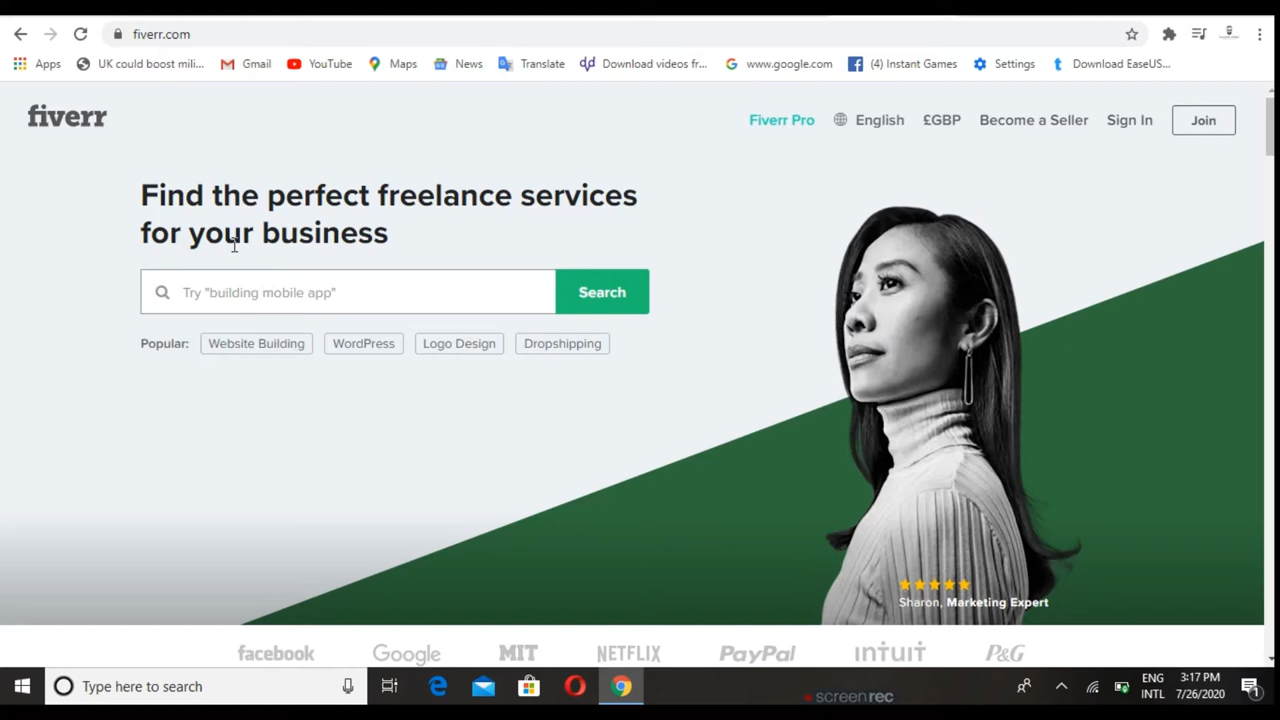 fiverr.com
Apps
UK could boost mili...
Gmail
YouTube
Maps
News
Translate
Download videos fr...
www.google.com
(4) Instant Games
Settings
Download EaseUS...
fiverr
Fiverr Pro
English
£GBP
Become a Seller
Sign In
Join
Find the perfect freelance services
for your business
Try "building mobile app"
Search
Popular:
Website Building
WordPress
Logo Design
Dropshipping
Sharon, Marketing Expert
facebook
Google
MIT
NETFLIX
PayPal
intuit
P&G
Type here to search
screenrec
ENG
INTL
3:17 PM
7/26/2020
1